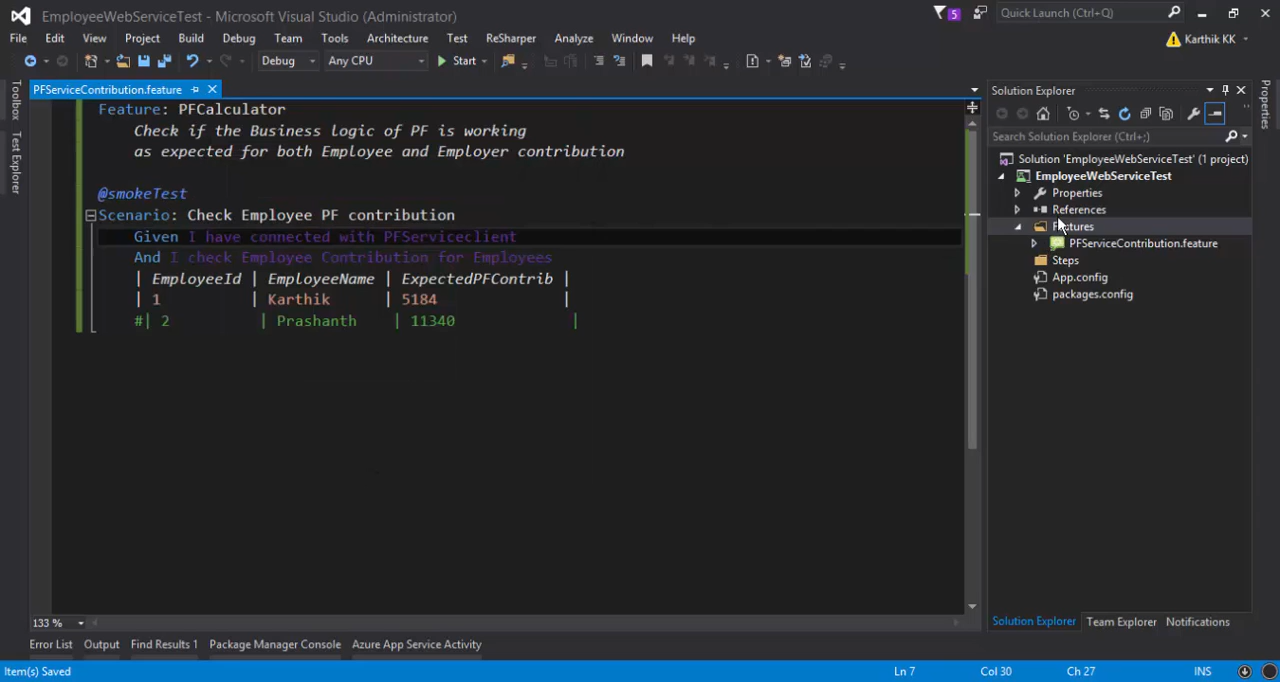 EmployeeWebServiceTest - Microsoft Visual Studio (Administrator)
5
Quick Launch (Ctrl+Q)
File Edit View Project Build Debug Team Tools Architecture Test ReSharper Analyze Window Help
Karthik KK
Debug
Any CPU
Start
Toolbox
Test Explorer
PFServiceContribution.feature
Feature: PFCalculator
Check if the Business logic of PF is working
as expected for both Employee and Employer contribution
@smokeTest
Scenario: Check Employee PF contribution
Given I have connected with PFServiceclient
And I check Employee Contribution for Employees
| EmployeeId | EmployeeName | ExpectedPFContrib |
| 1 | Karthik | 5184 |
#| 2 | Prashanth | 11340 |
133 %
Solution Explorer
Search Solution Explorer (Ctrl+;)
Solution 'EmployeeWebServiceTest' (1 project)
EmployeeWebServiceTest
Properties
References
Features
PFServiceContribution.feature
Steps
App.config
packages.config
Solution Explorer Team Explorer Notifications
Properties
Error List Output Find Results 1 Package Manager Console Azure App Service Activity
Item(s) Saved
Ln 7
Col 30
Ch 27
INS